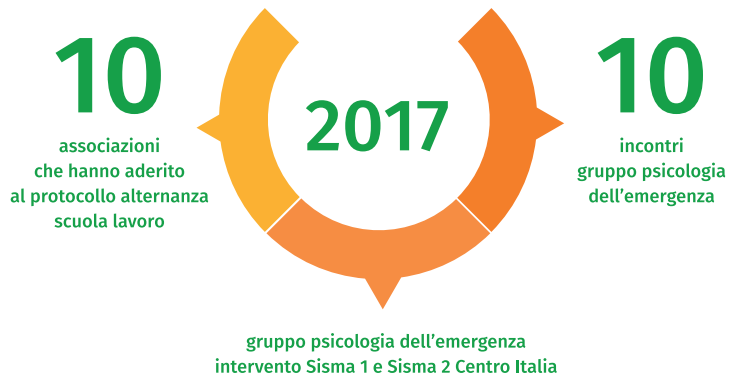 10
associazioni
che hanno aderito
al protocollo alternanza
scuola lavoro
2017
10
incontri
gruppo psicologia
dell’emergenza
gruppo psicologia dell’emergenza
intervento Sisma 1 e Sisma 2 Centro Italia